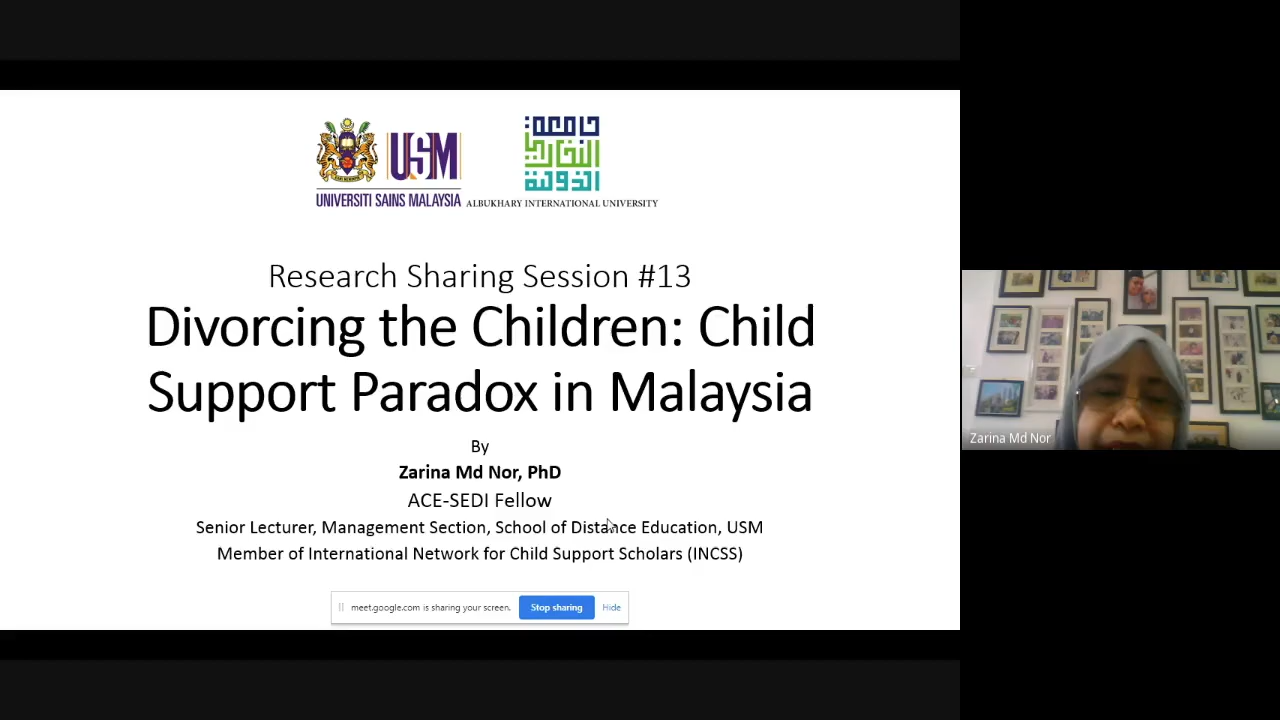 USM
UNIVERSITI SAINS MALAYSIA
جامعة
البخاري
الدولية
ALBUKHARY INTERNATIONAL UNIVERSITY
Research Sharing Session #13
Divorcing the Children: Child
Support Paradox in Malaysia
By
Zarina Md Nor, PhD
ACE-SEDI Fellow
Senior Lecturer, Management Section, School of Distance Education, USM
Member of International Network for Child Support Scholars (INCSS)
meet.google.com is sharing your screen.
Stop sharing
Hide
Zarina Md Nor